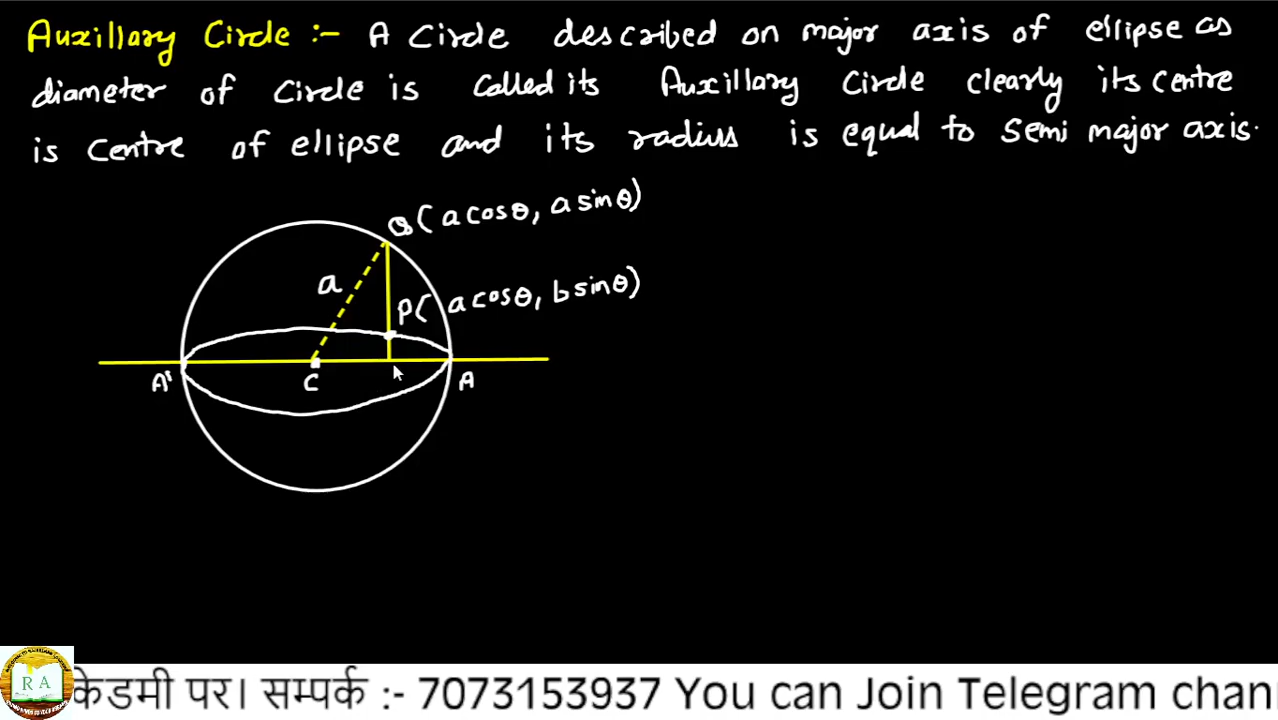 Auxillary Circle :- A Circle described on major axis of ellipse as
diameter of Circle is called its Auxillary Circle clearly its centre
is centre of ellipse and its radius is equal to semi major axis.
Q( a cosθ, a sinθ)
a
P( a cosθ, b sinθ)
A' C A
R A
केडमी पर। सम्पर्क :- 7073153937 You can Join Telegram chan